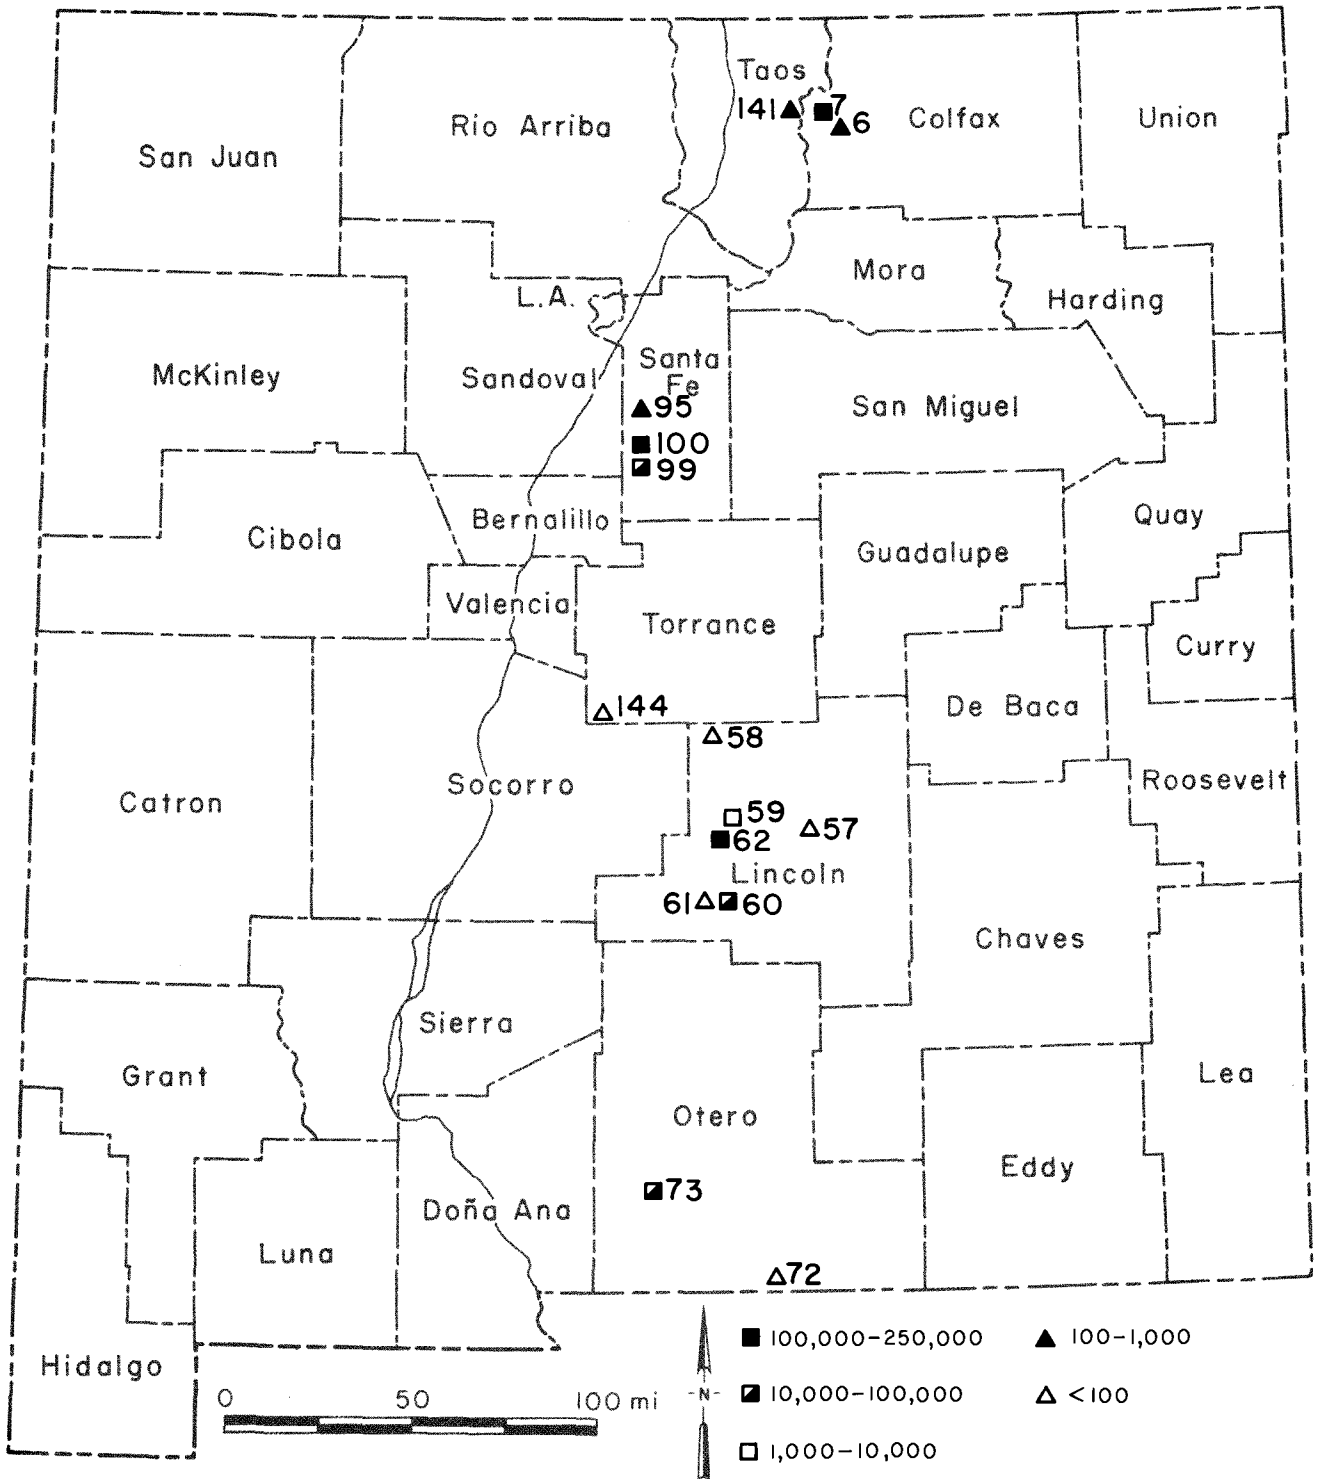 Taos
141
7
6
Colfax
Union
Rio Arriba
San Juan
Mora
Harding
L.A.
Santa
Fe
McKinley
Sandoval
San Miguel
95
100
99
Bernalillo
Quay
Cibola
Guadalupe
Valencia
Torrance
Curry
144
58
De Baca
Socorro
Roosevelt
Catron
59
57
62
Lincoln
61
60
Chaves
Sierra
Grant
Lea
Otero
Eddy
73
Doña Ana
Luna
72
Hidalgo
0 50 100 mi
-N-
100,000-250,000
100-1,000
10,000-100,000
<100
1,000-10,000